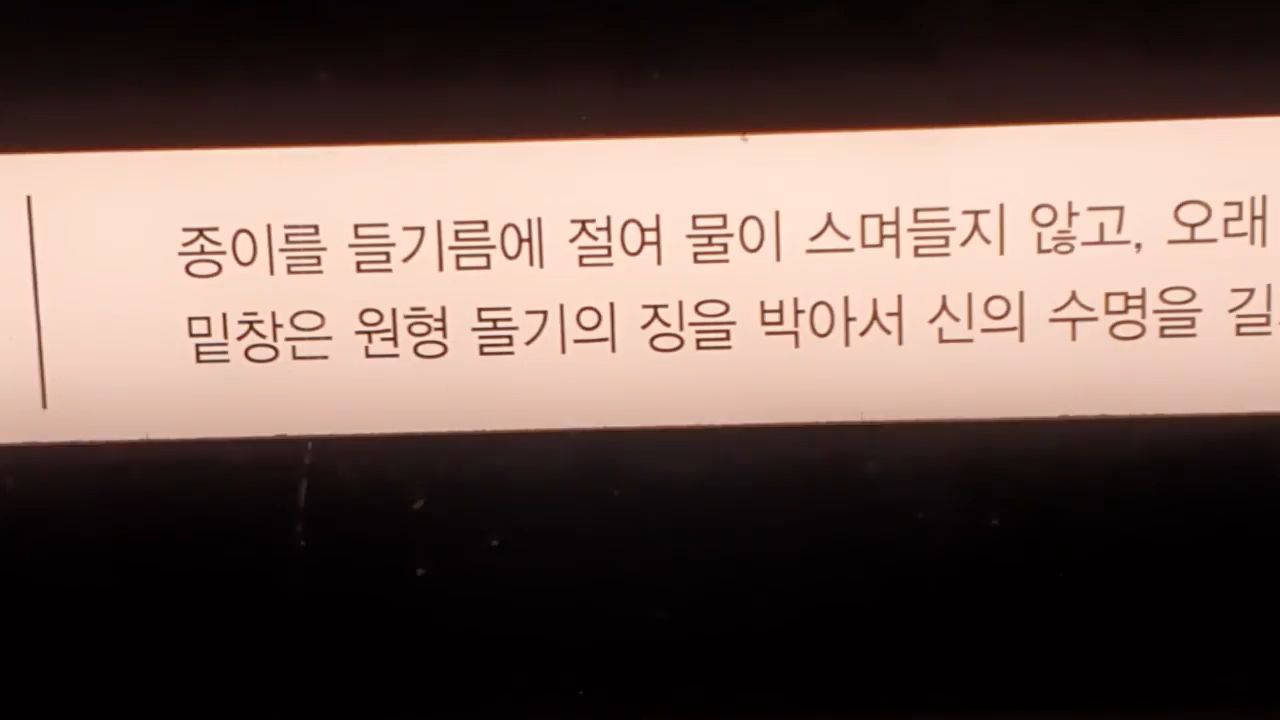 종이를 들기름에 절여 물이 스며들지 않고, 오래
밑창은 원형 돌기의 징을 박아서 신의 수명을 길